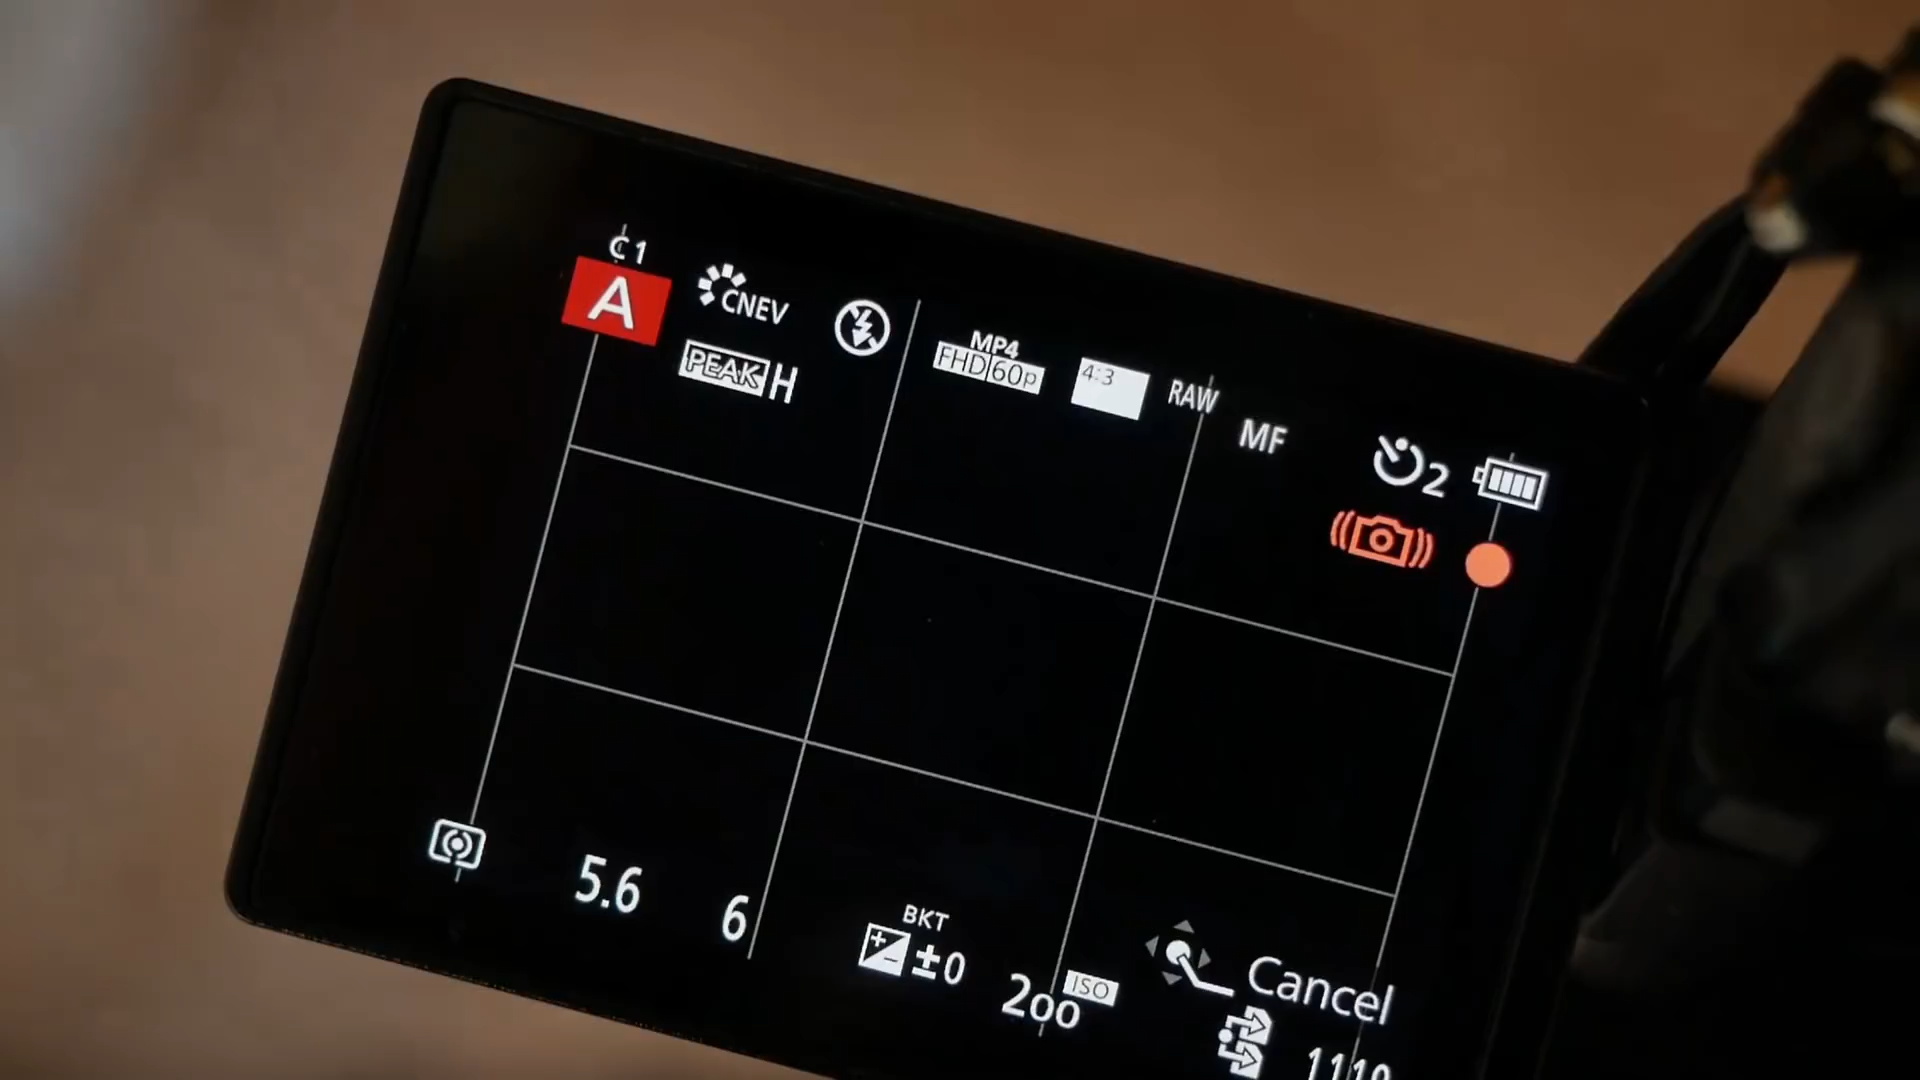 C1
A
CNEV
PEAK H
MP4
FHD 60p
4:3
RAW
MF
2
5.6
6
BKT
±0
200
ISO
Cancel
1110